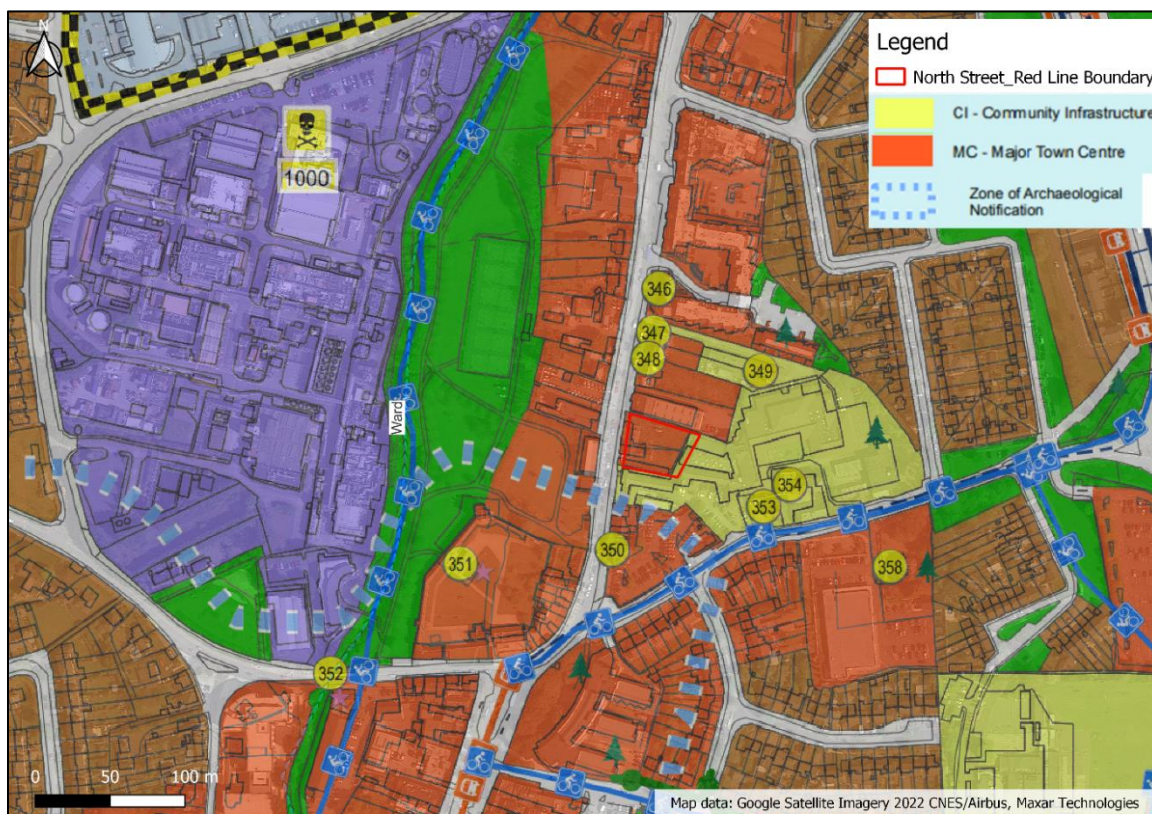 Legend
North Street_Red Line Boundary
CI - Community Infrastructure
MC - Major Town Centre
Zone of Archaeological
Notification
1000
346
347
348
349
Ward
354
353
350
351
358
352
0 50 100 m
Map data: Google Satellite Imagery 2022 CNES/Airbus, Maxar Technologies